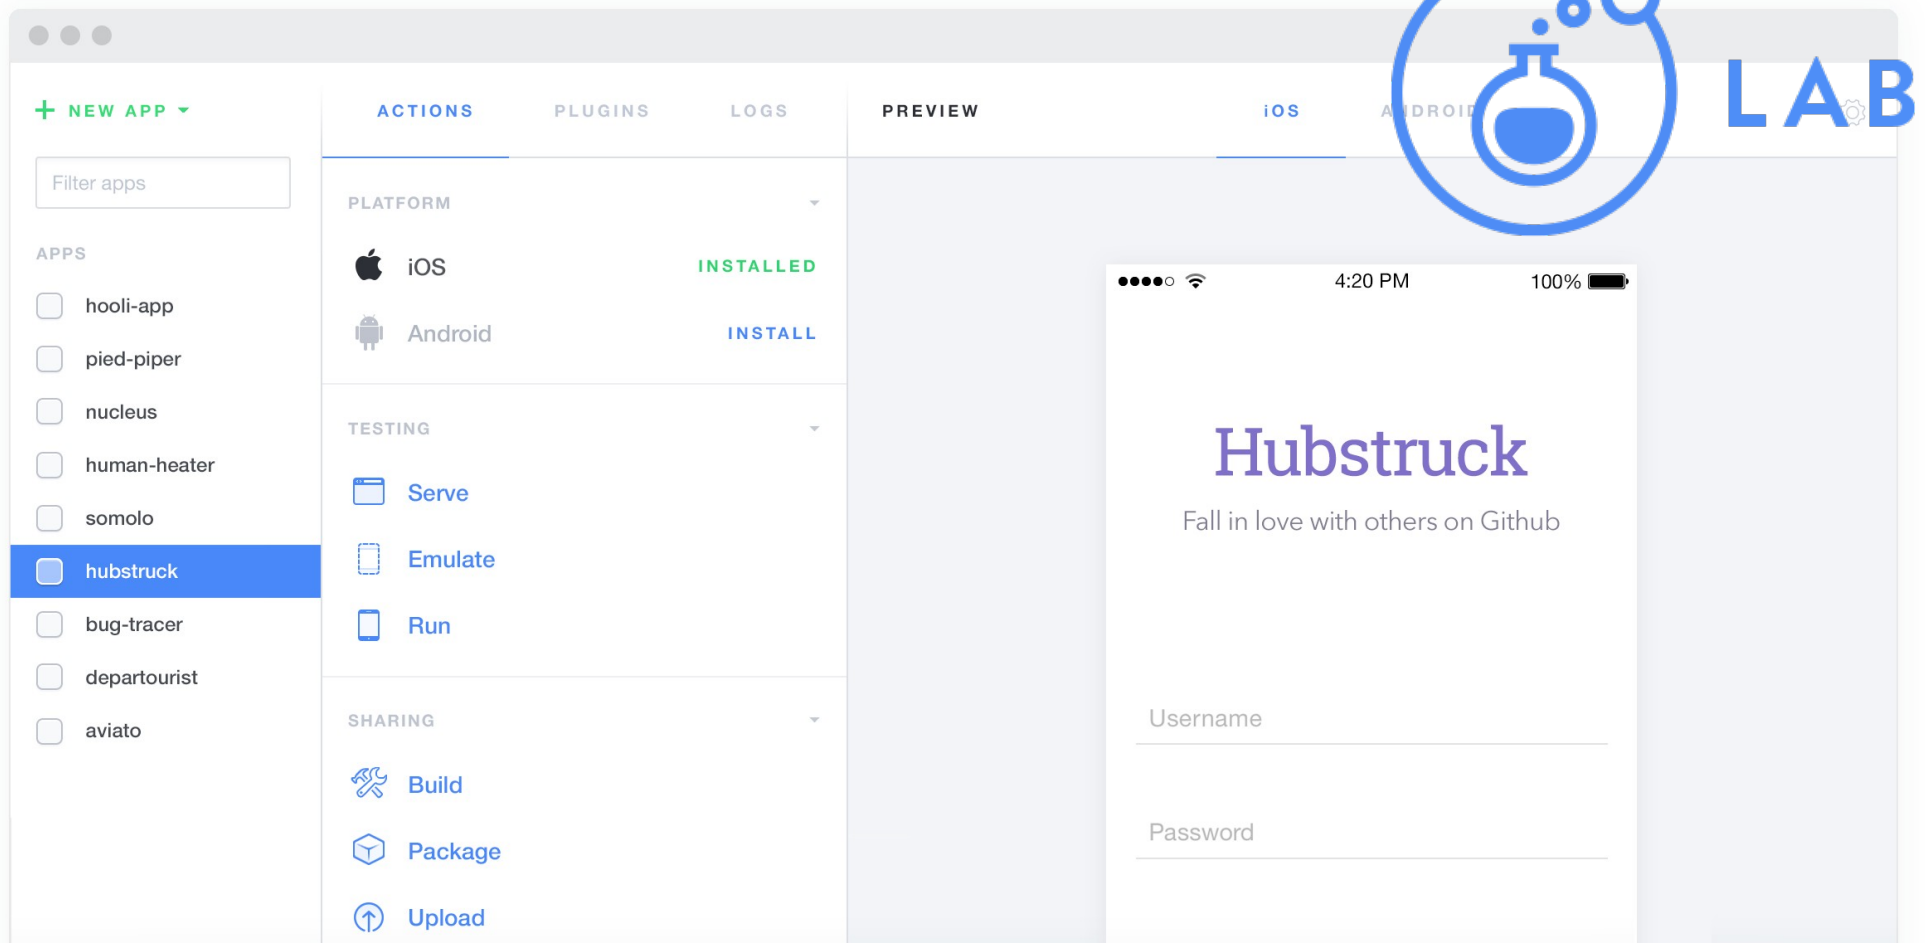 LAB
NEW APP
ACTIONS PLUGINS LOGS
PREVIEW iOS ANDROID
Filter apps
APPS
hooli-app
pied-piper
nucleus
human-heater
somolo
hubstruck
bug-tracer
departourist
aviato
PLATFORM
iOS INSTALLED
Android INSTALL
TESTING
Serve
Emulate
Run
SHARING
Build
Package
Upload
4:20 PM 100%
Hubstruck
Fall in love with others on Github
Username
Password